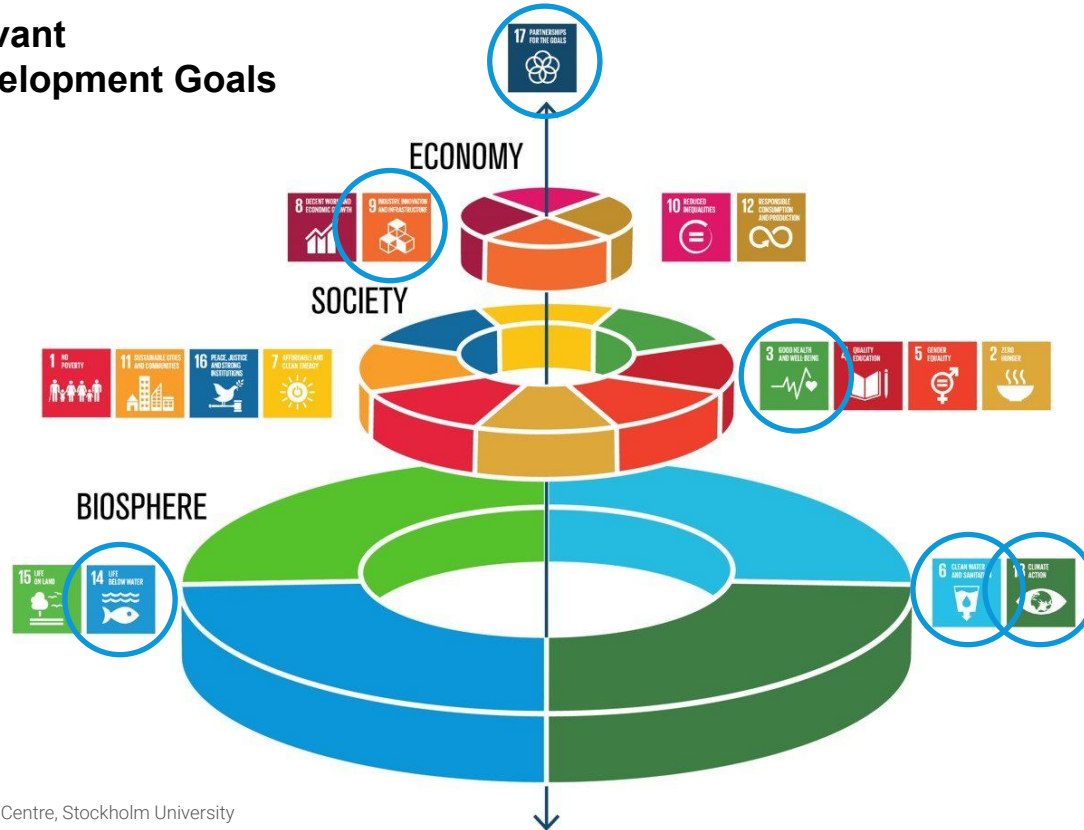 vant
elopment Goals
17 PARTNERSHIPS
FOR THE GOALS
ECONOMY
8 DECENT WORK AND
ECONOMIC GROWTH
9 INDUSTRY, INNOVATION
AND INFRASTRUCTURE
10 REDUCED
INEQUALITIES
12 RESPONSIBLE
CONSUMPTION
AND PRODUCTION
SOCIETY
1 NO
POVERTY
11 SUSTAINABLE CITIES
AND COMMUNITIES
16 PEACE, JUSTICE
AND STRONG
INSTITUTIONS
7 AFFORDABLE AND
CLEAN ENERGY
3 GOOD HEALTH
AND WELL-BEING
4 QUALITY
EDUCATION
5 GENDER
EQUALITY
2 ZERO
HUNGER
BIOSPHERE
15 LIFE
ON LAND
14 LIFE
BELOW WATER
6 CLEAN WATER
AND SANITATION
13 CLIMATE
ACTION
Centre, Stockholm University